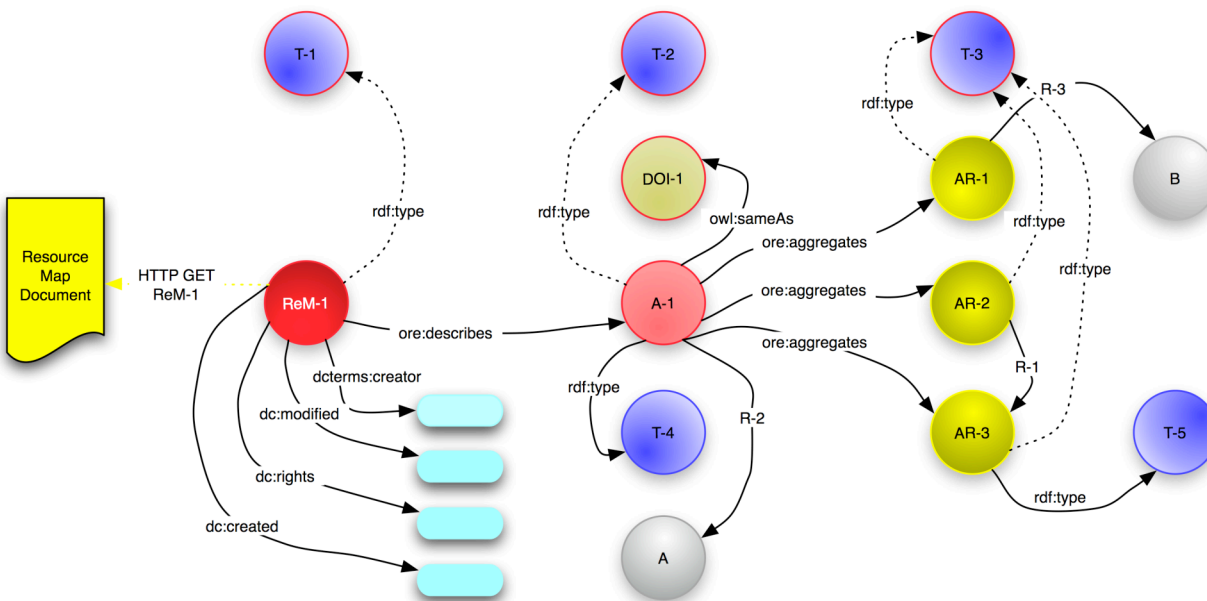 T-1
T-2
T-3
R-3
rdf:type
DOI-1
AR-1
B
rdf:type
rdf:type
owl:sameAs
rdf:type
ore:aggregates
Resource
Map
Document
HTTP GET
ReM-1
ReM-1
A-1
ore:aggregates
AR-2
rdf:type
ore:describes
ore:aggregates
R-1
dcterms:creator
rdf:type
dc:modified
R-2
T-4
AR-3
T-5
dc:rights
rdf:type
dc:created
A